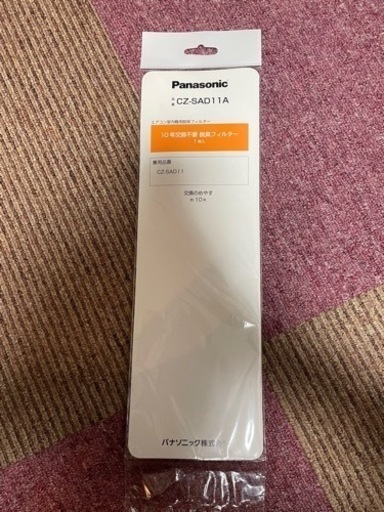 Panasonic
品番 CZ-SAD11A
エアコン室内機用脱臭フィルター
10年交換不要 脱臭フィルター
1枚入
兼用品番
CZ-SAD11
交換のめやす
約10年
パナソニック株式会社